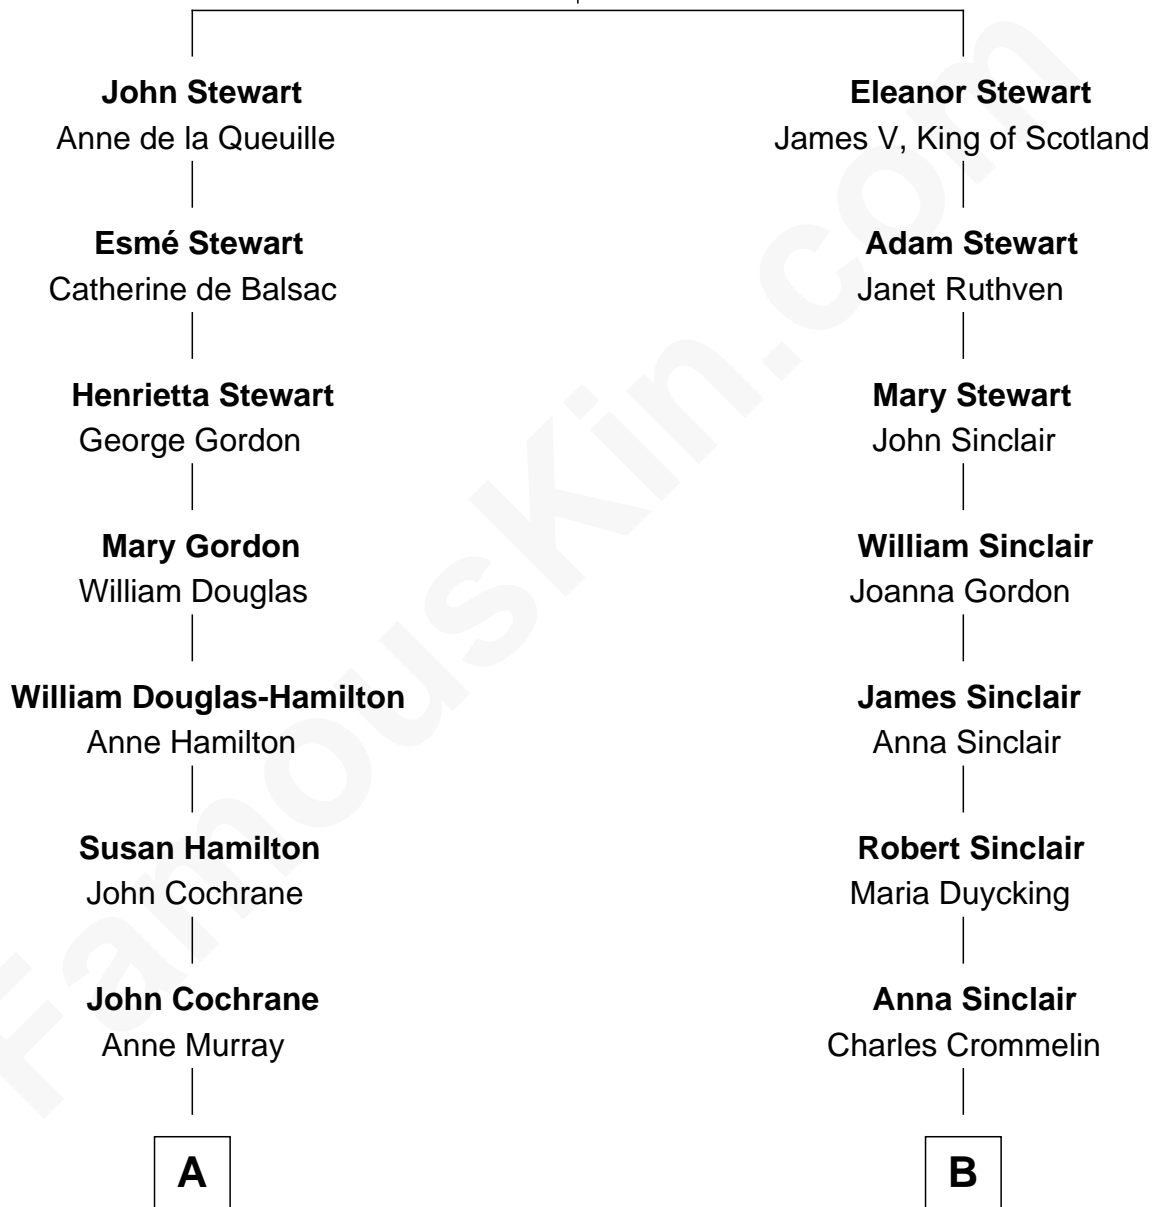 John Stewart
Anne de la Queuille
Esmé Stewart
Catherine de Balsac
Henrietta Stewart
George Gordon
Mary Gordon
William Douglas
William Douglas-Hamilton
Anne Hamilton
Susan Hamilton
John Cochrane
John Cochrane
Anne Murray
A
Eleanor Stewart
James V, King of Scotland
Adam Stewart
Janet Ruthven
Mary Stewart
John Sinclair
William Sinclair
Joanna Gordon
James Sinclair
Anna Sinclair
Robert Sinclair
Maria Duycking
Anna Sinclair
Charles Crommelin
B
FamousKin.com